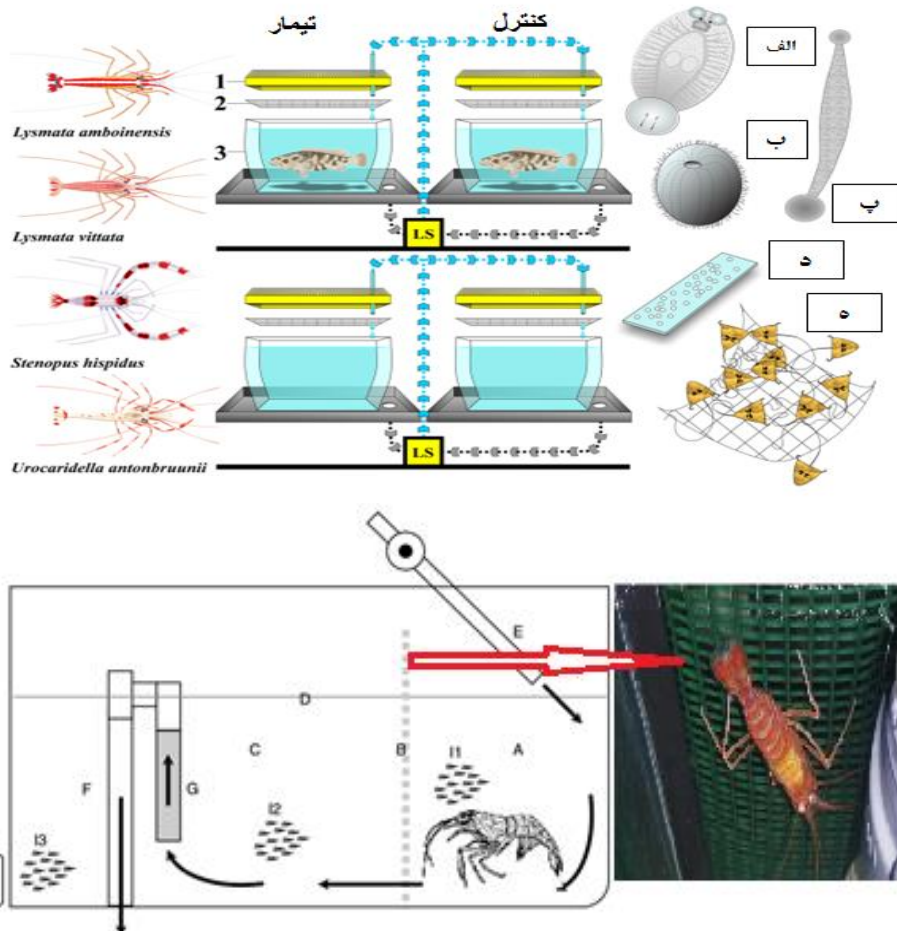 تیمار
کنترل
Lysmata amboinensis
Lysmata vittata
Stenopus hispidus
Urocaridella antonbruunii
1
2
3
LS
LS
الف
ب
پ
د
ه
E
D
C
B
A
I1
F
G
I2
I3